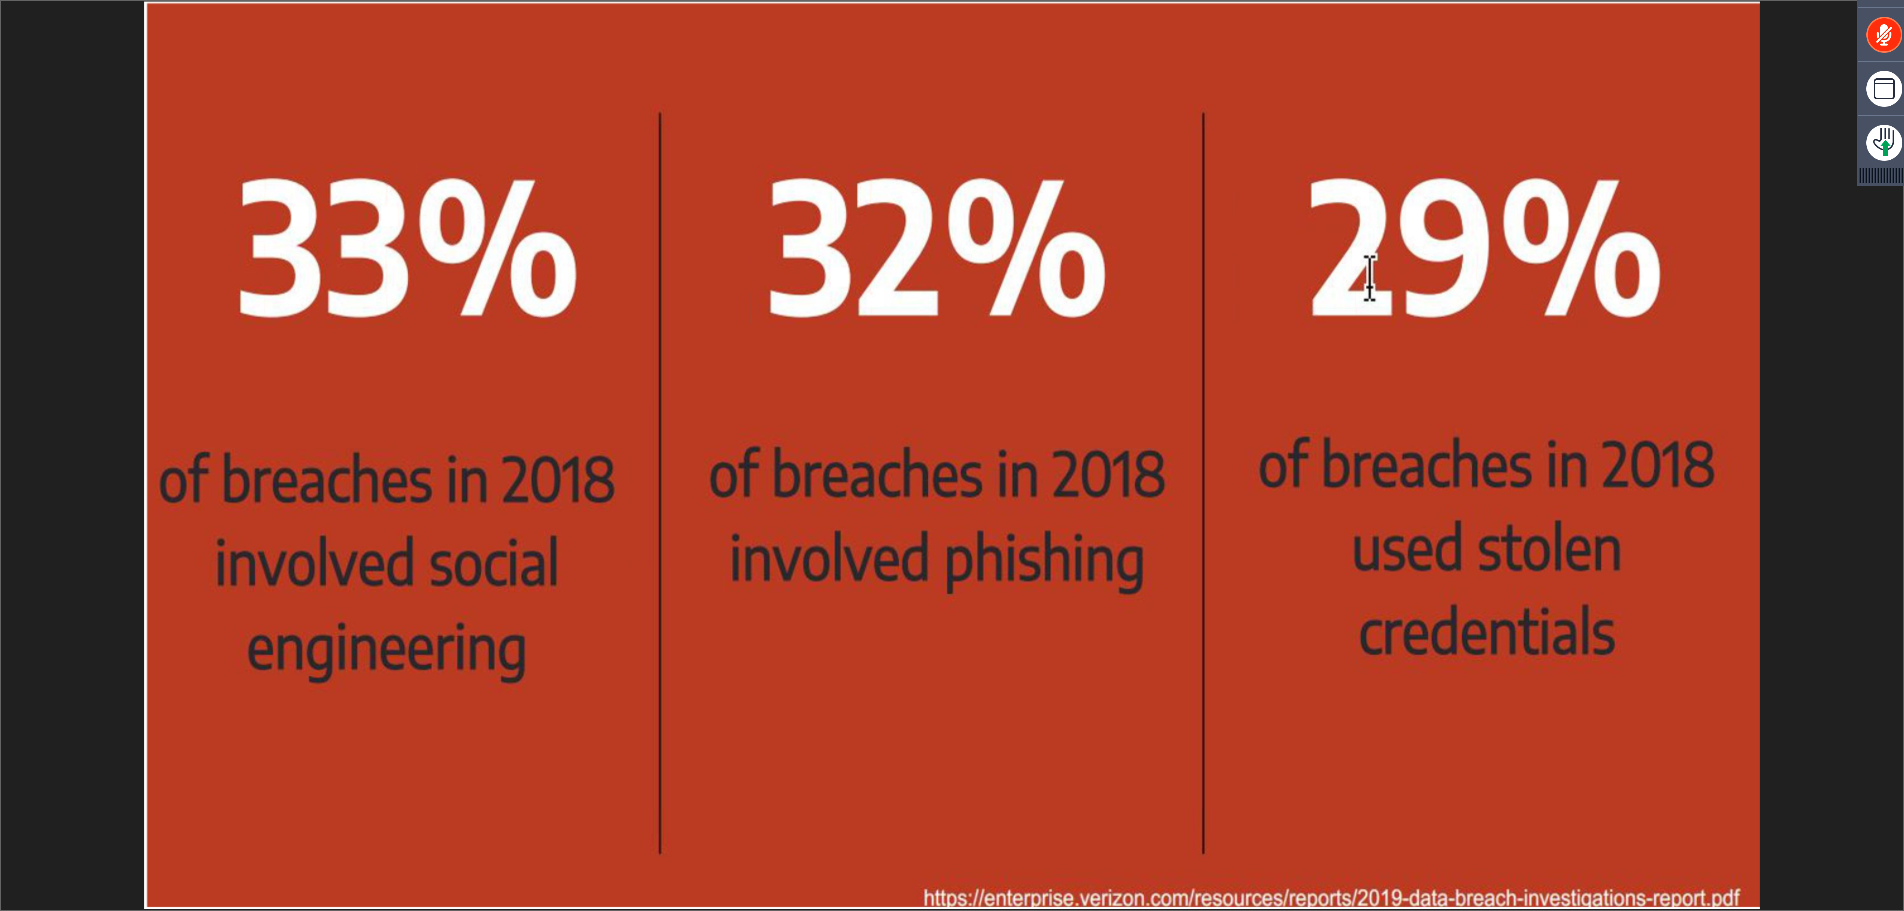 33%
of breaches in 2018
involved social
engineering
32%
of breaches in 2018
involved phishing
29%
of breaches in 2018
used stolen
credentials
https://enterprise.verizon.com/resources/reports/2019-data-breach-investigations-report.pdf